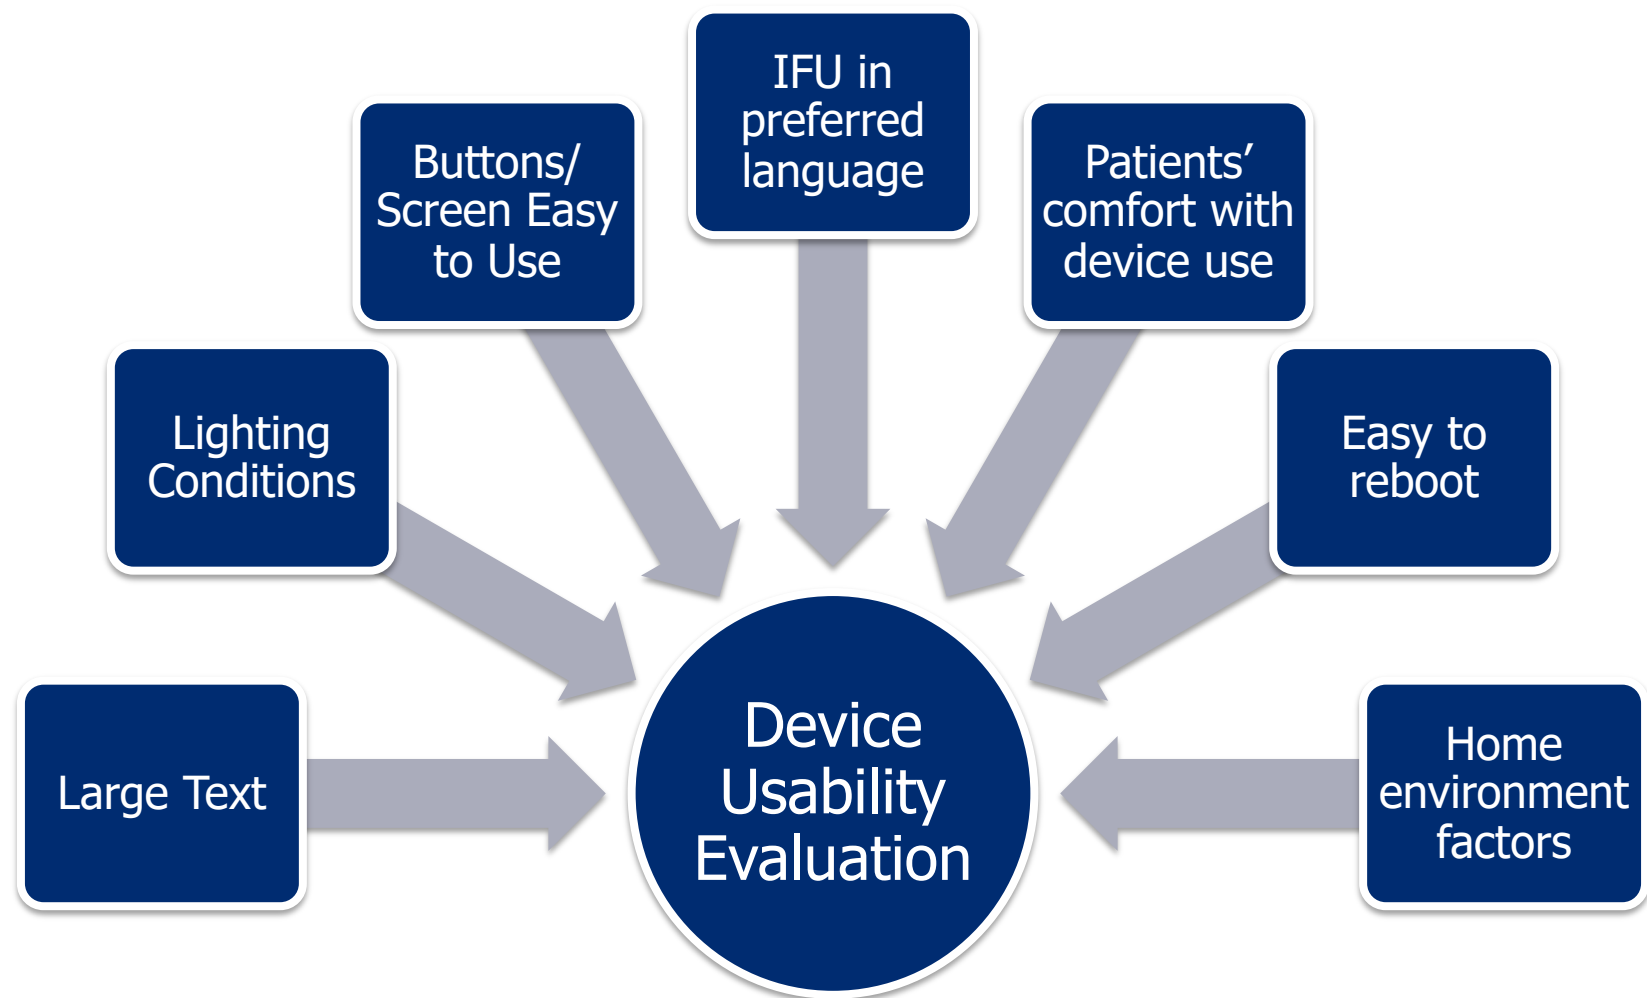 IFU in
preferred
language
Buttons/
Screen Easy
to Use
Patients’
comfort with
device use
Lighting
Conditions
Easy to
reboot
Large Text
Device
Usability
Evaluation
Home
environment
factors